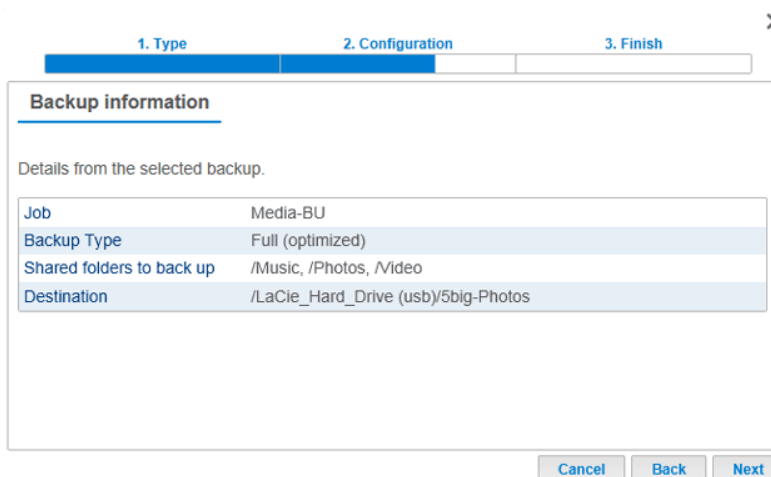 1. Type 2. Configuration 3. Finish
Backup information
Details from the selected backup.
Job Media-BU
Backup Type Full (optimized)
Shared folders to back up /Music, /Photos, /Video
Destination /LaCie_Hard_Drive (usb)/5big-Photos
Cancel Back Next